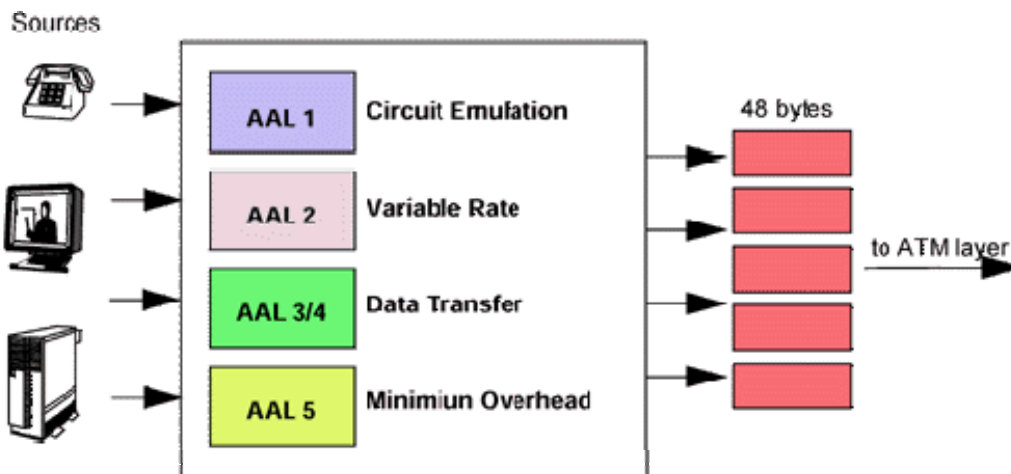 Sources
AAL 1
Circuit Emulation
AAL 2
Variable Rate
AAL 3/4
Data Transfer
AAL 5
Minimiun Overhead
48 bytes
to ATM layer